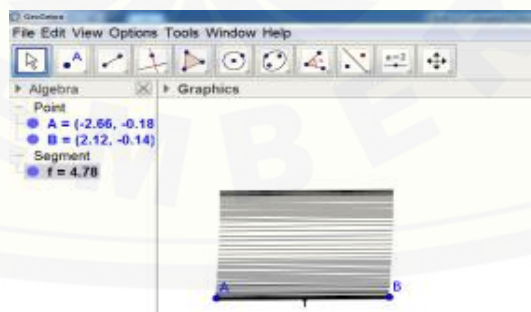 GeoGebra
File Edit View Options Tools Window Help
A
a=2
Algebra
Graphics
Point
A = (-2.66, -0.18
B = (2.12, -0.14)
Segment
f = 4.78
A
B
f